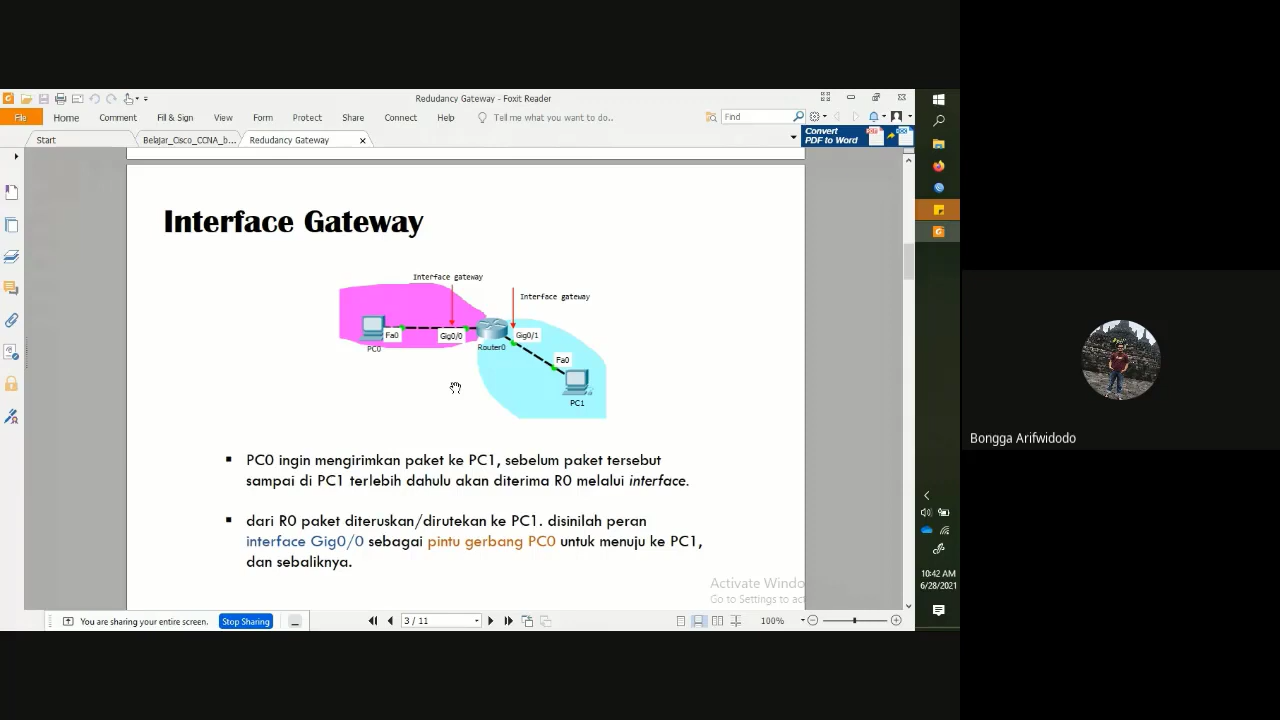 Redudancy Gateway - Foxit Reader
File Home Comment Fill & Sign View Form Protect Share Connect Help Tell me what you want to do.. Find
Start Belajar_Cisco_CCNA_b... Redudancy Gateway Convert
PDF to Word
Interface Gateway
Interface gateway
Interface gateway
Fa0 Gig0/0 Gig0/1
PC0 Router0
Fa0
PC1
▪ PC0 ingin mengirimkan paket ke PC1, sebelum paket tersebut
sampai di PC1 terlebih dahulu akan diterima R0 melalui interface.
▪ dari R0 paket diteruskan/dirutekan ke PC1. disinilah peran
interface Gig0/0 sebagai pintu gerbang PC0 untuk menuju ke PC1,
dan sebaliknya.
Activate Windo
Go to Settings to act
You are sharing your entire screen. Stop Sharing
3 / 11
100%
10:42 AM
6/28/2021
Bongga Arifwidodo